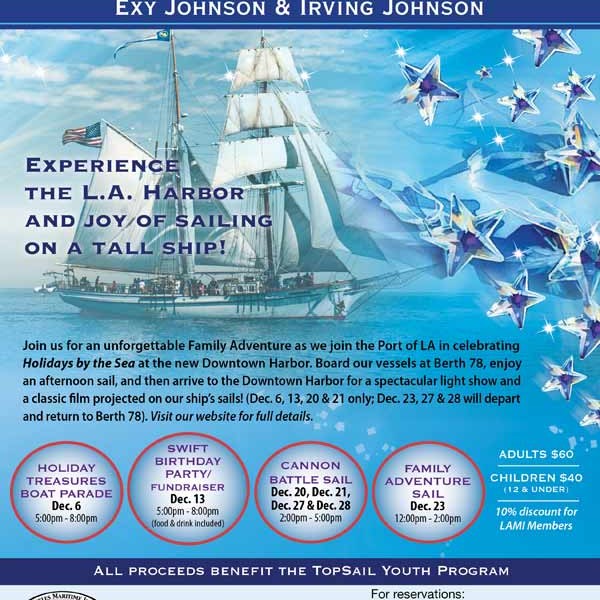 EXY JOHNSON & IRVING JOHNSON
EXPERIENCE
THE L.A. HARBOR
AND JOY OF SAILING
ON A TALL SHIP!
Join us for an unforgettable Family Adventure as we join the Port of LA in celebrating
Holidays by the Sea at the new Downtown Harbor. Board our vessels at Berth 78, enjoy
an afternoon sail, and then arrive to the Downtown Harbor for a spectacular light show and
a classic film projected on our ship's sails! (Dec. 6, 13, 20 & 21 only; Dec. 23, 27 & 28 will depart
and return to Berth 78). Visit our website for full details.
HOLIDAY
TREASURES
BOAT PARADE
Dec. 6
5:00pm - 8:00pm
SWIFT
BIRTHDAY
PARTY/
FUNDRAISER
Dec. 13
5:00pm - 8:00pm
(food & drink included)
CANNON
BATTLE SAIL
Dec. 20, Dec. 21,
Dec. 27 & Dec. 28
2:00pm - 5:00pm
FAMILY
ADVENTURE
SAIL
Dec. 23
12:00pm - 2:00pm
ADULTS $60
CHILDREN $40
(12 & UNDER)
10% discount for
LAMI Members
ALL PROCEEDS BENEFIT THE TOPSAIL YOUTH PROGRAM
For reservations: